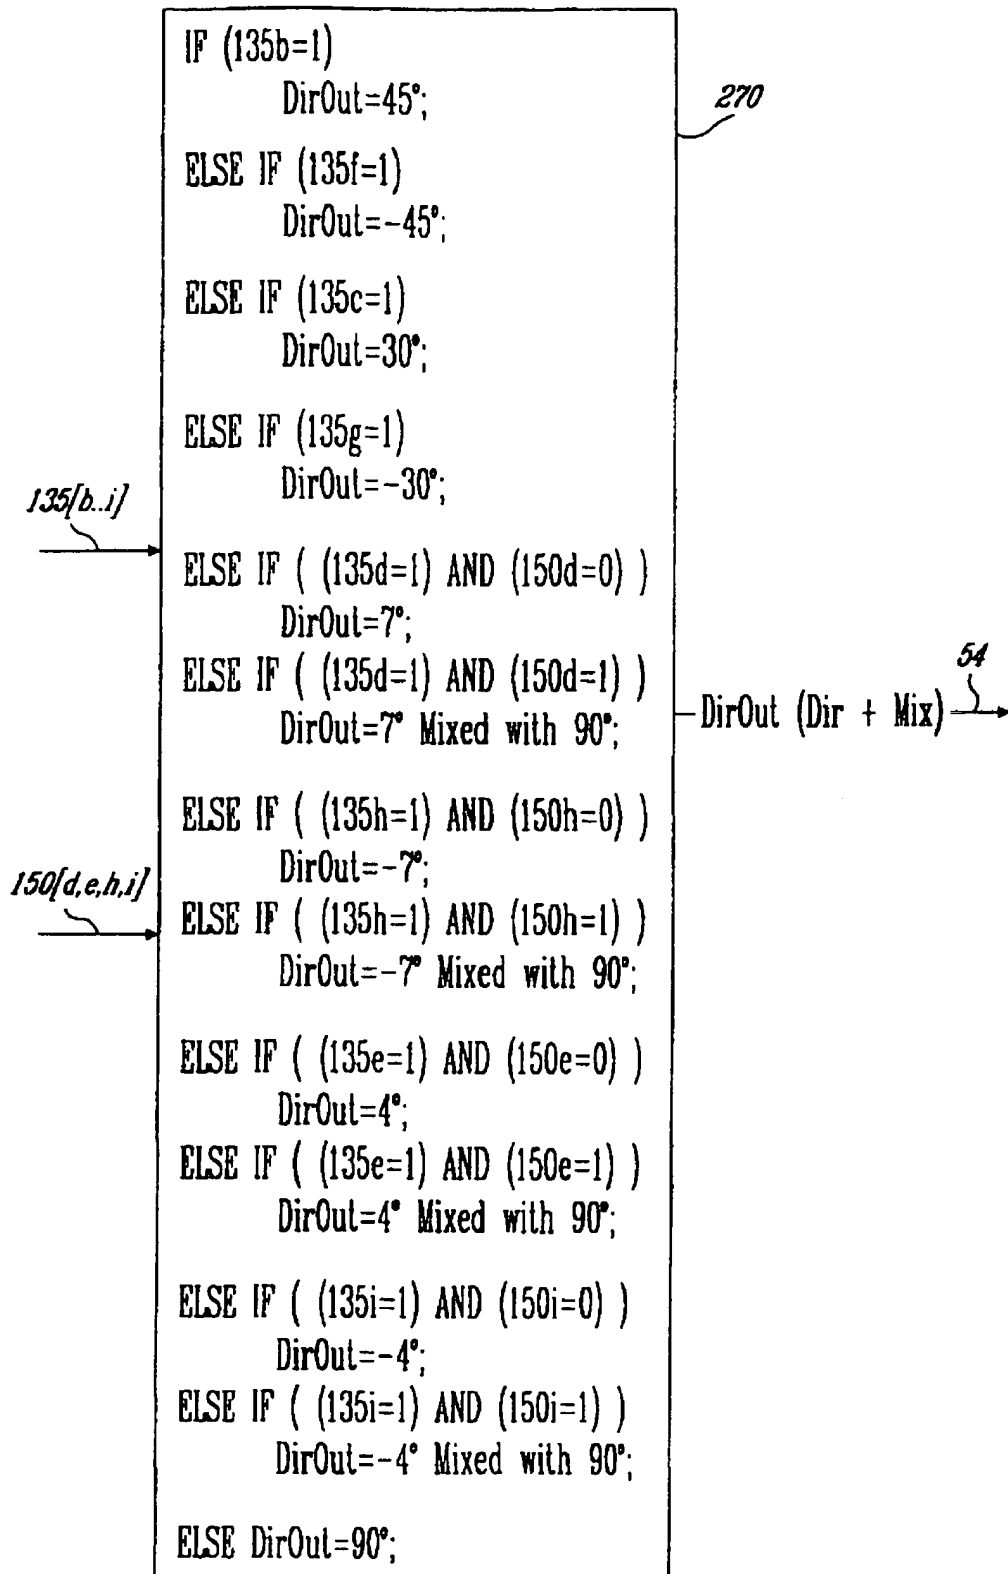 IF (135b=1)
DirOut=45°;
270
ELSE IF (135f=1)
DirOut=-45°;
ELSE IF (135c=1)
DirOut=30°;
ELSE IF (135g=1)
DirOut=-30°;
135[b..i]
ELSE IF ( (135d=1) AND (150d=0) )
DirOut=7°;
ELSE IF ( (135d=1) AND (150d=1) )
DirOut=7° Mixed with 90°;
54
DirOut (Dir + Mix)
ELSE IF ( (135h=1) AND (150h=0) )
DirOut=-7°;
150[d,e,h,i]
ELSE IF ( (135h=1) AND (150h=1) )
DirOut=-7° Mixed with 90°;
ELSE IF ( (135e=1) AND (150e=0) )
DirOut=4°;
ELSE IF ( (135e=1) AND (150e=1) )
DirOut=4° Mixed with 90°;
ELSE IF ( (135i=1) AND (150i=0) )
DirOut=-4°;
ELSE IF ( (135i=1) AND (150i=1) )
DirOut=-4° Mixed with 90°;
ELSE DirOut=90°;